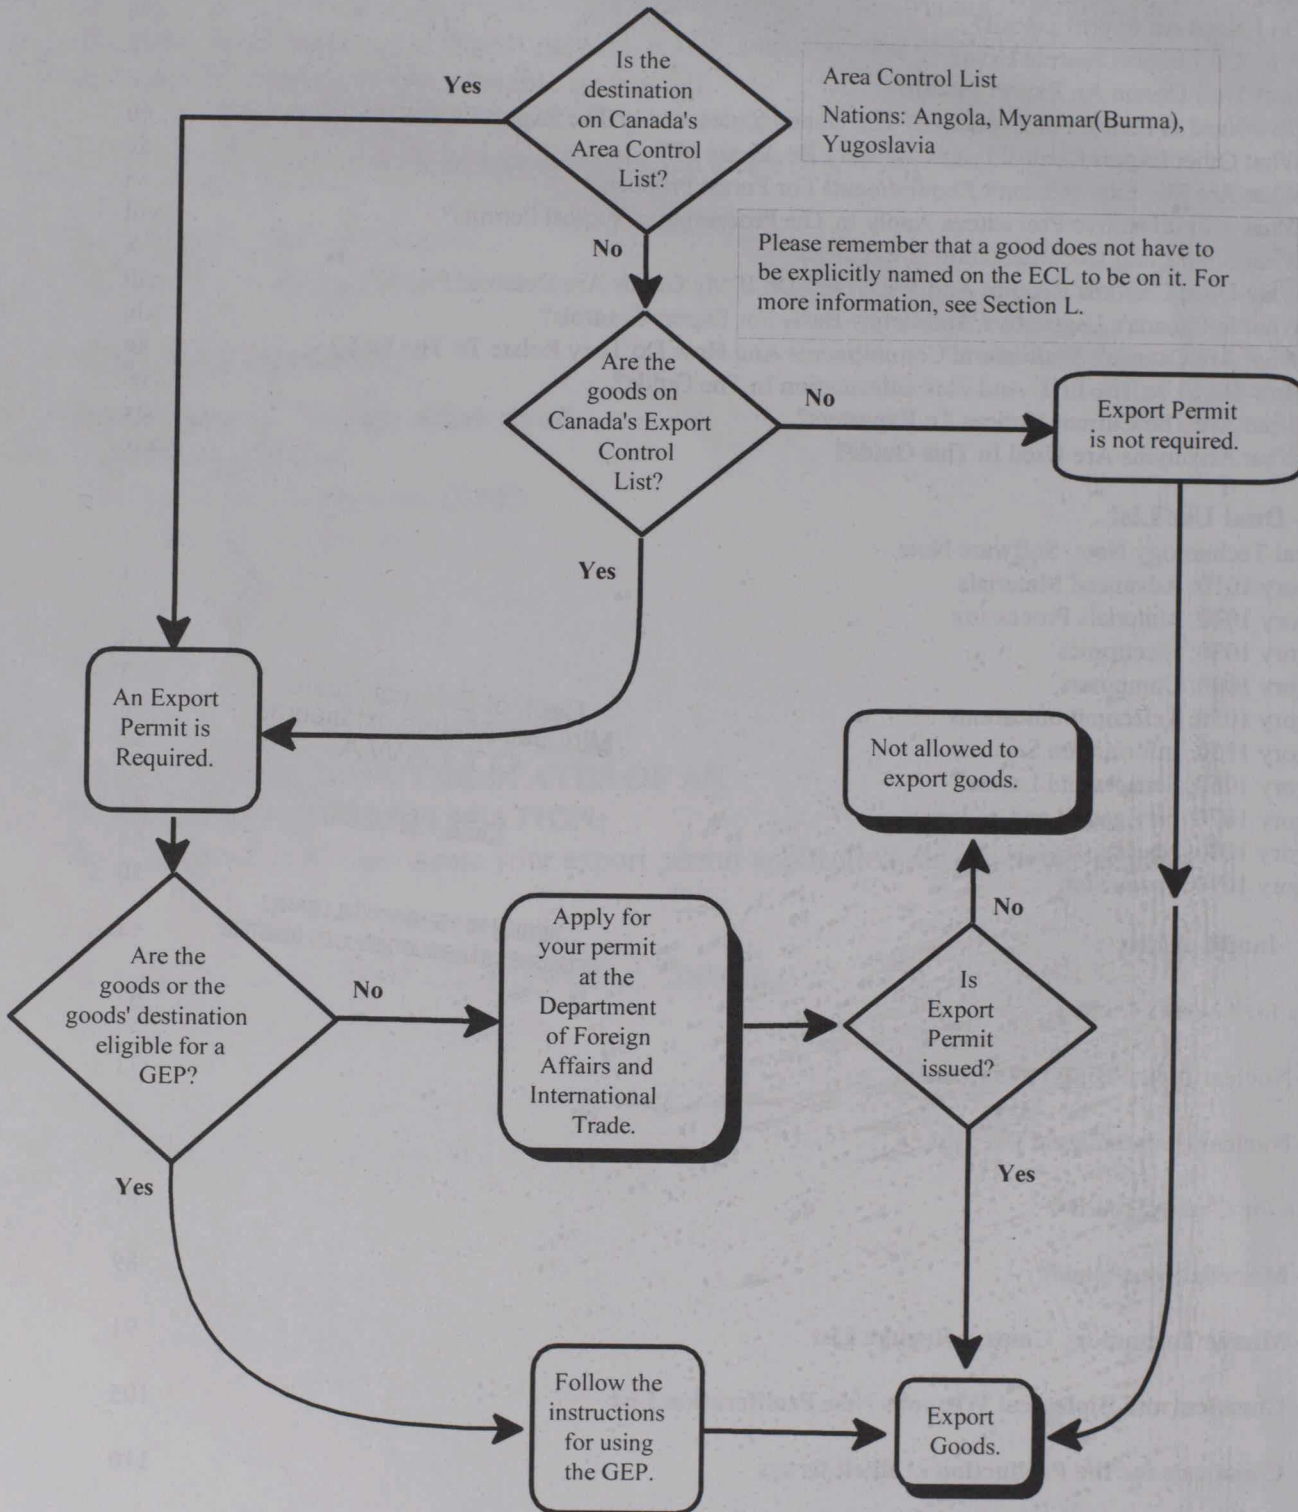 Is the
destination
on Canada's
Area Control
List?
Yes
Area Control List
Nations: Angola, Myanmar(Burma),
Yugoslavia
No
Please remember that a good does not have to
be explicitly named on the ECL to be on it. For
more information, see Section L.
Are the
goods on
Canada's Export
Control
List?
No
Export Permit
is not required.
Yes
An Export
Permit is
Required.
Not allowed to
export goods.
No
Are the
goods or the
goods' destination
eligible for a
GEP?
No
Apply for
your permit
at the
Department
of Foreign
Affairs and
International
Trade.
Is
Export
Permit
issued?
Yes
Yes
Follow the
instructions
for using
the GEP.
Export
Goods.